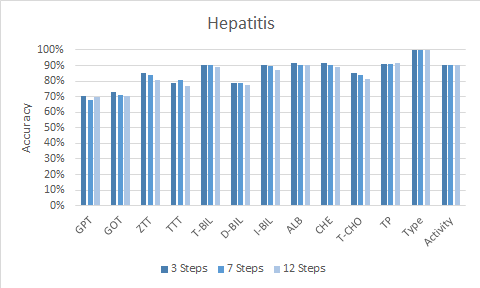 Hepatitis
100%
90%
80%
70%
60%
50%
40%
30%
20%
10%
0%
Accuracy
GPT
GOT
ZTT
TTT
T-BIL
D-BIL
I-BIL
ALB
CHE
T-CHO
TP
Type
Activity
3 Steps 7 Steps 12 Steps